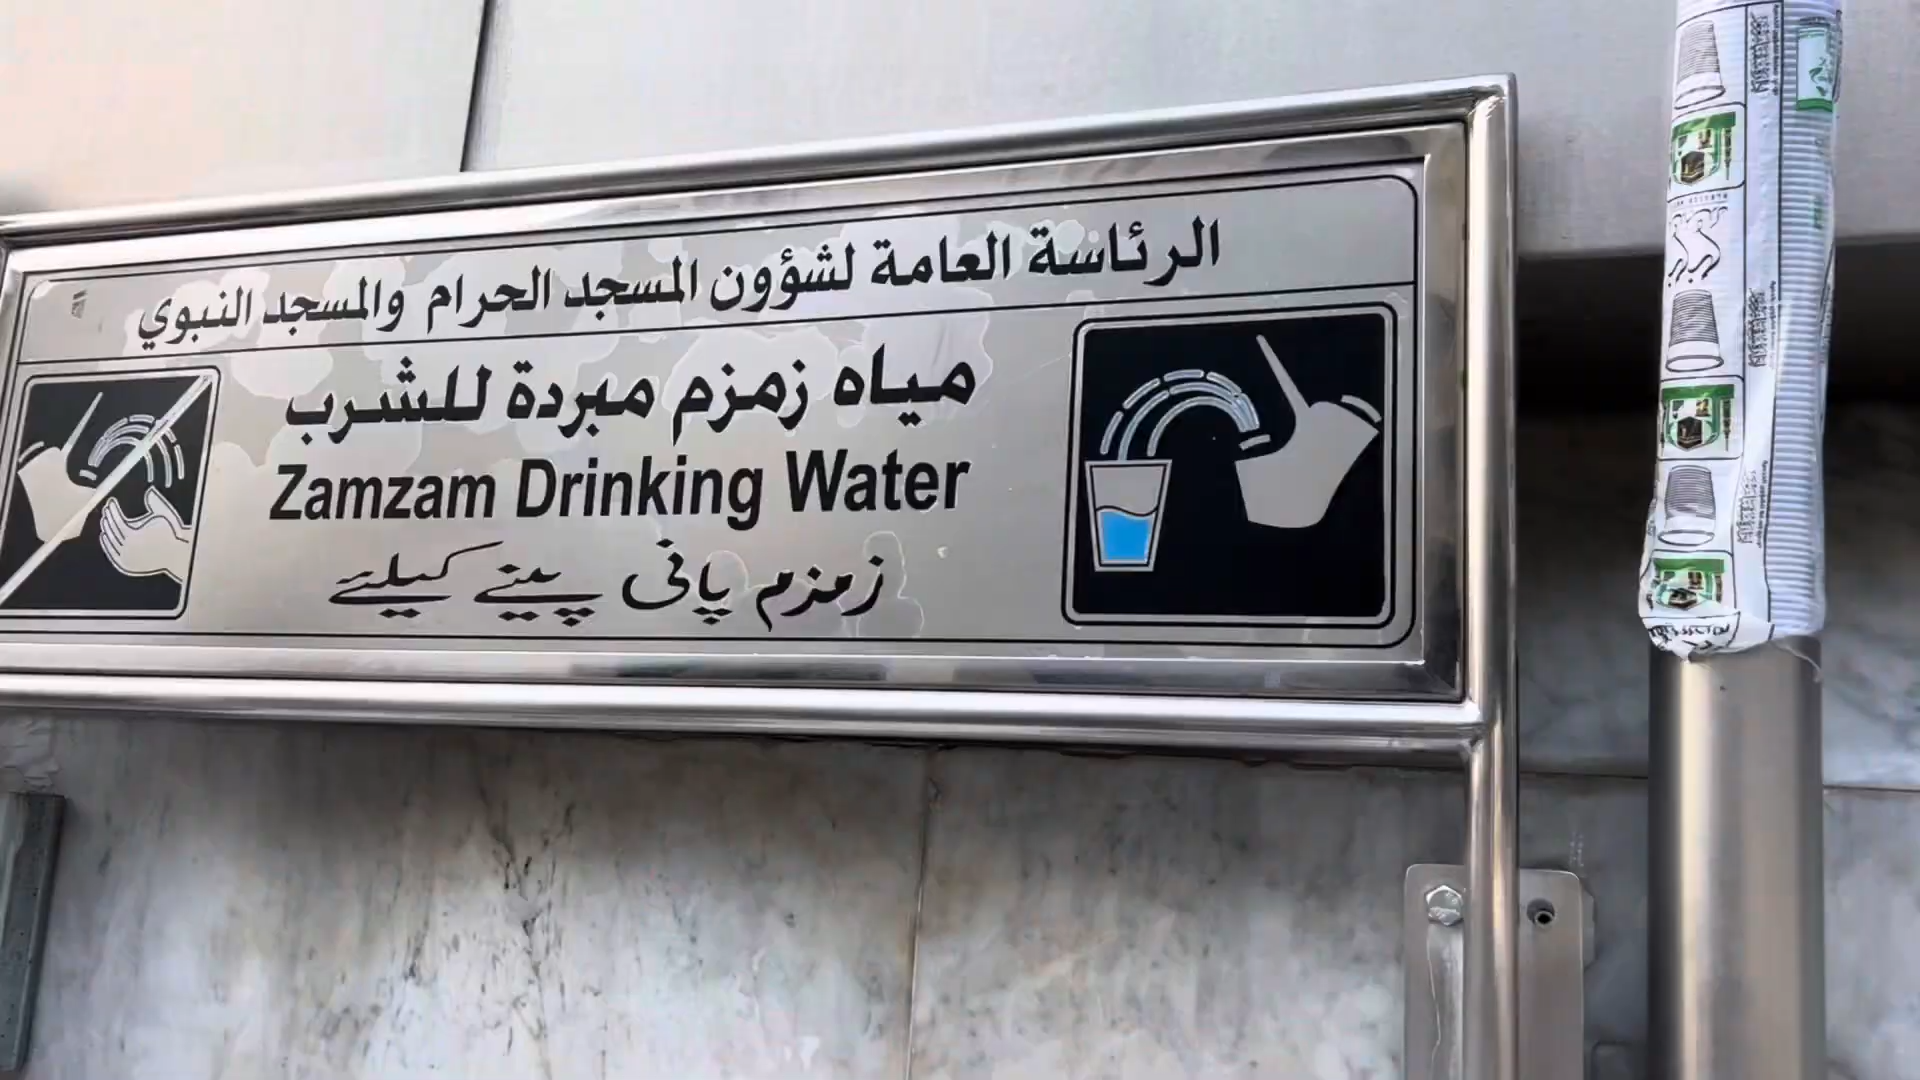 الرئاسة العامة لشؤون المسجد الحرام والمسجد النبوي
مياه زمزم مبردة للشرب
Zamzam Drinking Water
زمزم پانی پینے کیلئے